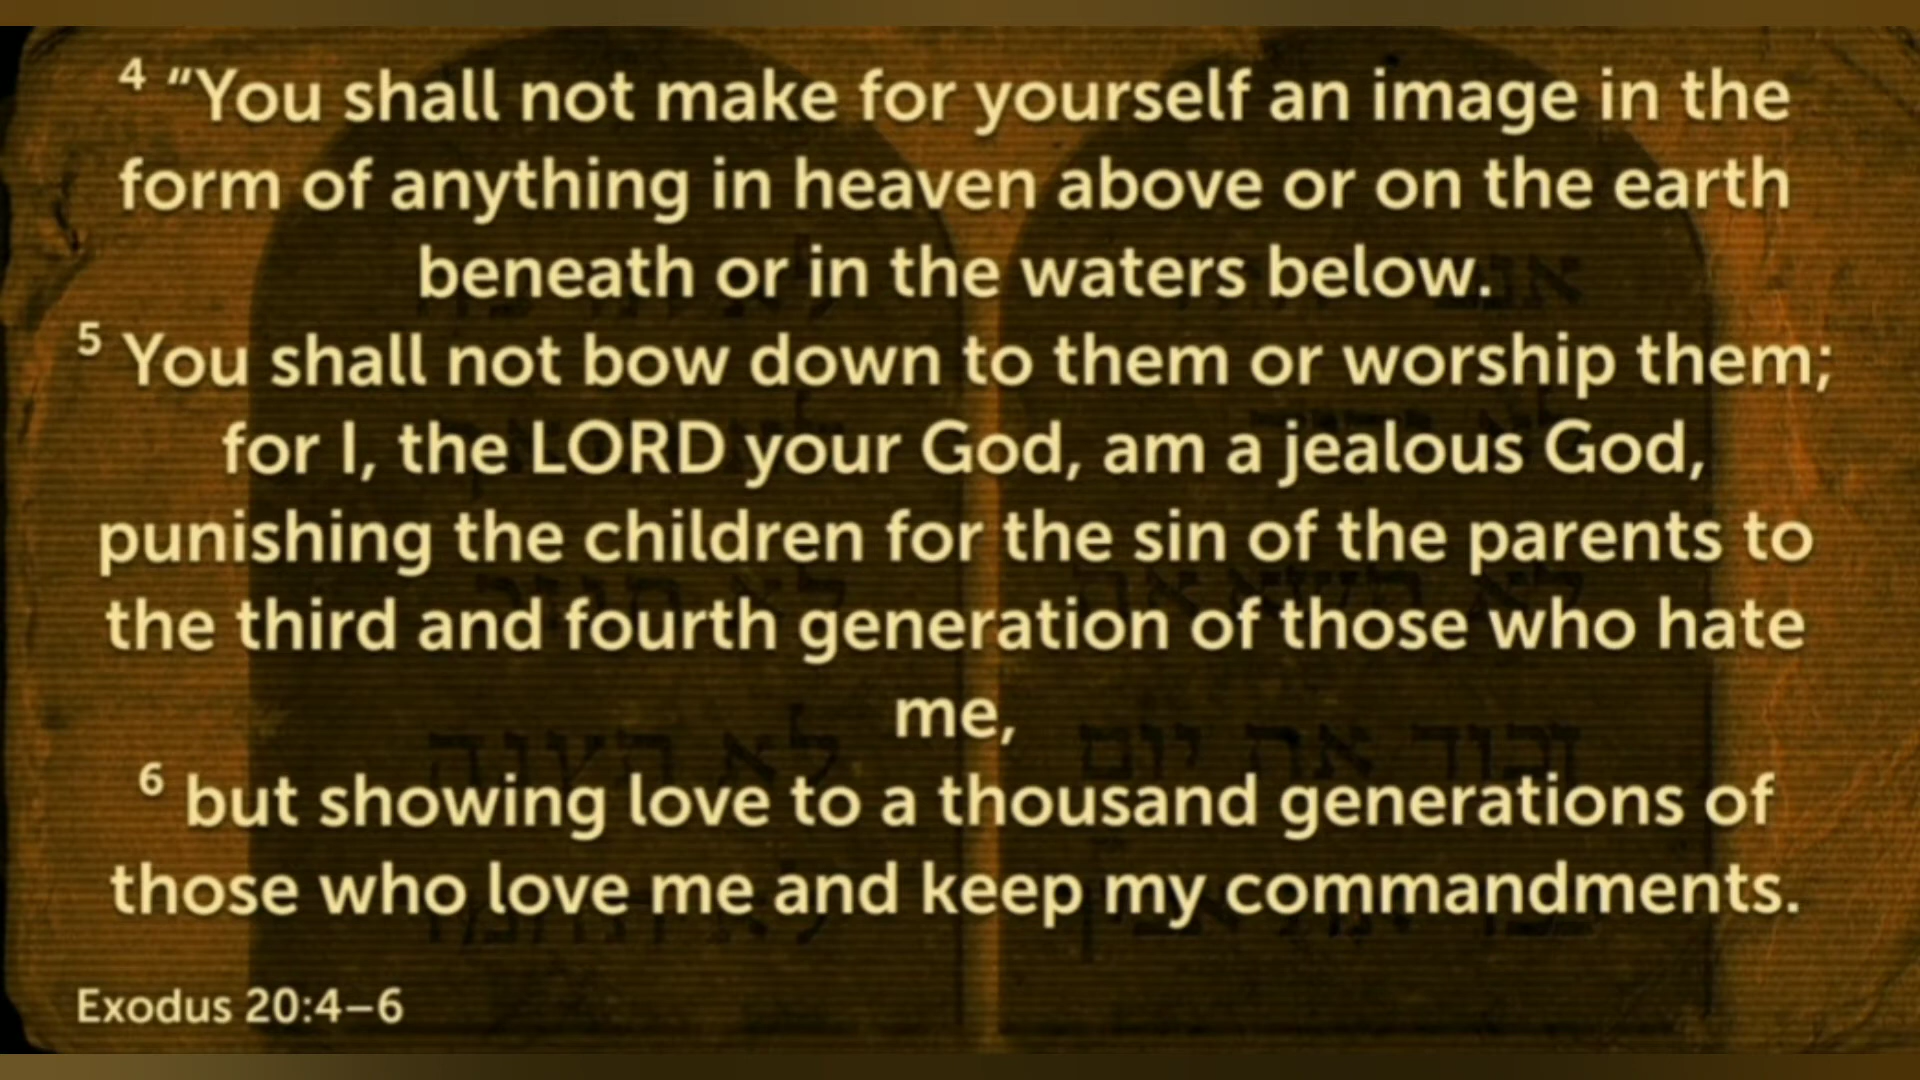 4 “You shall not make for yourself an image in the
form of anything in heaven above or on the earth
beneath or in the waters below.
5 You shall not bow down to them or worship them;
for I, the LORD your God, am a jealous God,
punishing the children for the sin of the parents to
the third and fourth generation of those who hate
me,
6 but showing love to a thousand generations of
those who love me and keep my commandments.
Exodus 20:4–6
זכור את יום